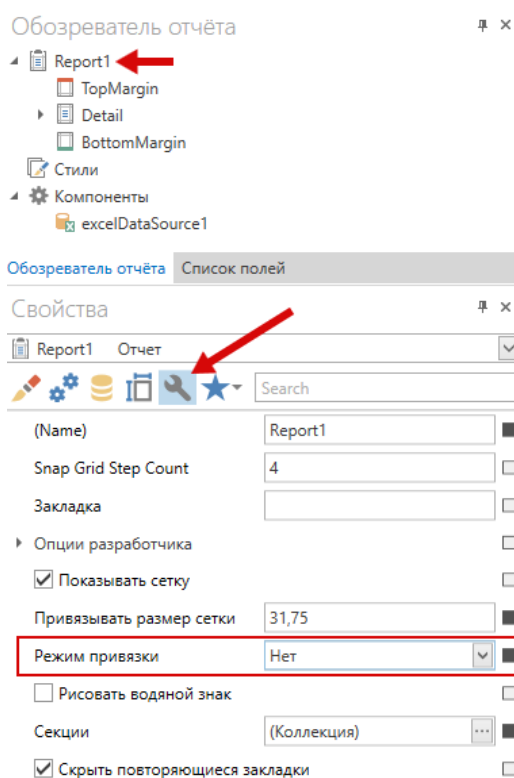 Обозреватель отчёта
Report1
TopMargin
Detail
BottomMargin
Стили
Компоненты
excelDataSource1
Обозреватель отчёта Список полей
Свойства
Report1 Отчет
Search
(Name) Report1
Snap Grid Step Count 4
Закладка
Опции разработчика
Показывать сетку
Привязывать размер сетки 31,75
Режим привязки Нет
Рисовать водяной знак
Секции (Коллекция) ...
Скрыть повторяющиеся закладки